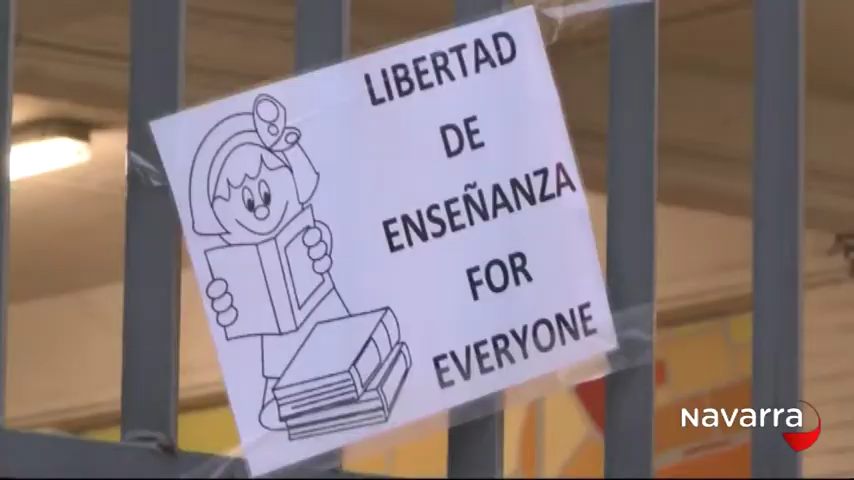 LIBERTAD
DE
ENSEÑANZA
FOR
EVERYONE
Navarra